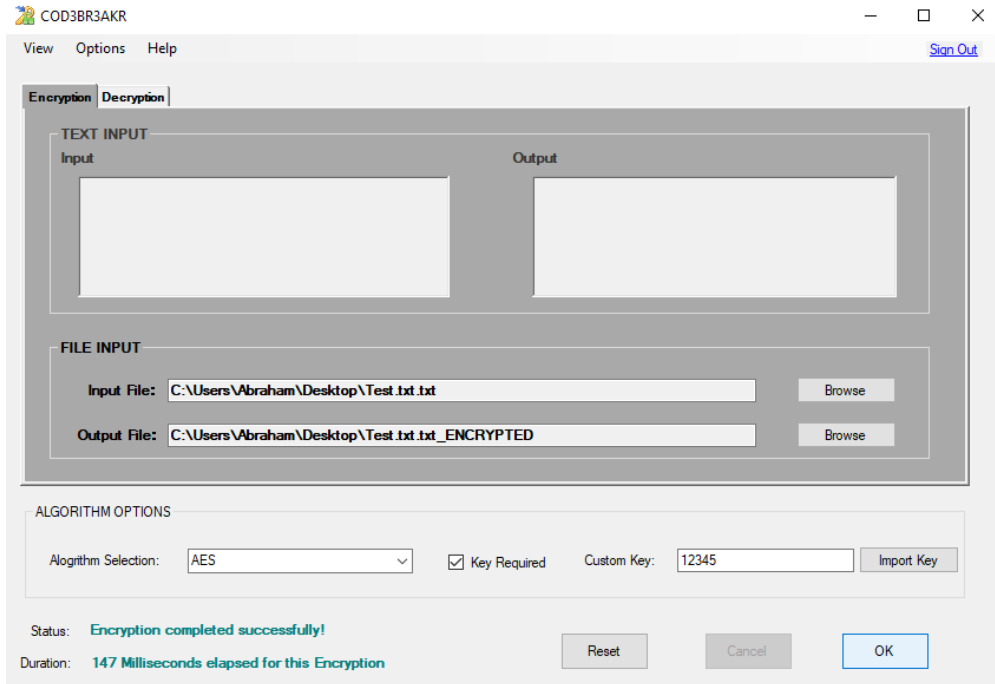 COD3BR3AKR
View Options Help Sign Out
Encryption Decryption
TEXT INPUT
Input Output
FILE INPUT
Input File: C:\Users\Abraham\Desktop\Test.txt.txt Browse
Output File: C:\Users\Abraham\Desktop\Test.txt.txt_ENCRYPTED Browse
ALGORITHM OPTIONS
Alogrithm Selection: AES Key Required Custom Key: 12345 Import Key
Status: Encryption completed successfully!
Duration: 147 Milliseconds elapsed for this Encryption
Reset Cancel OK